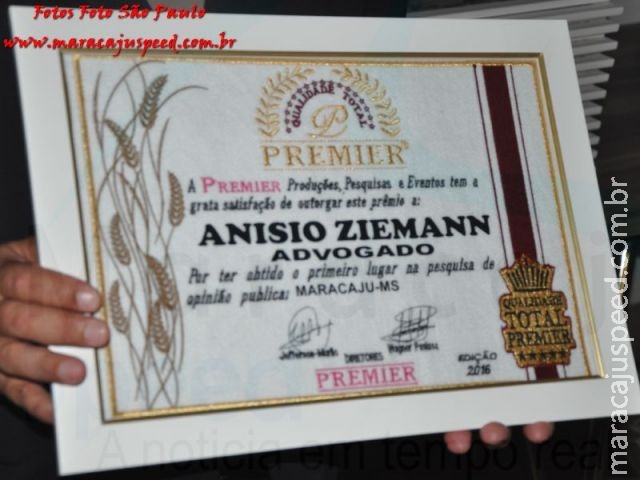 Fotos Foto São Paulo
www.maracajuspeed.com.br
QUALIDADE TOTAL
P
PREMIER
A PREMIER Produções, Pesquisas e Eventos tem a
grata satisfação de outorgar este prêmio a:
ANISIO ZIEMANN
ADVOGADO
Por ter obtido o primeiro lugar na pesquisa de
opinião publica: MARACAJU-MS
DIRETORES
Wagner
PREMIER
EDIÇÃO
2016
QUALIDADE
TOTAL
PREMIER
maracajuspeed.com.br
A notícia em tempo real